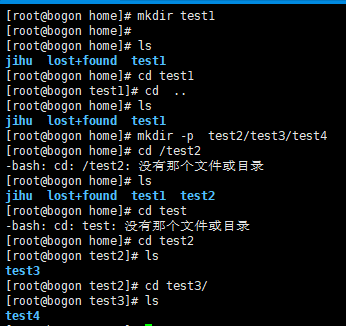 [root@bogon home]# mkdir test1
[root@bogon home]#
[root@bogon home]# ls
jihu  lost+found  test1
[root@bogon home]# cd test1
[root@bogon test1]# cd  ..
[root@bogon home]# ls
jihu  lost+found  test1
[root@bogon home]# mkdir -p  test2/test3/test4
[root@bogon home]# cd /test2
-bash: cd: /test2: 没有那个文件或目录
[root@bogon home]# ls
jihu  lost+found  test1  test2
[root@bogon home]# cd test
-bash: cd: test: 没有那个文件或目录
[root@bogon home]# cd test2
[root@bogon test2]# ls
test3
[root@bogon test2]# cd test3/
[root@bogon test3]# ls
test4